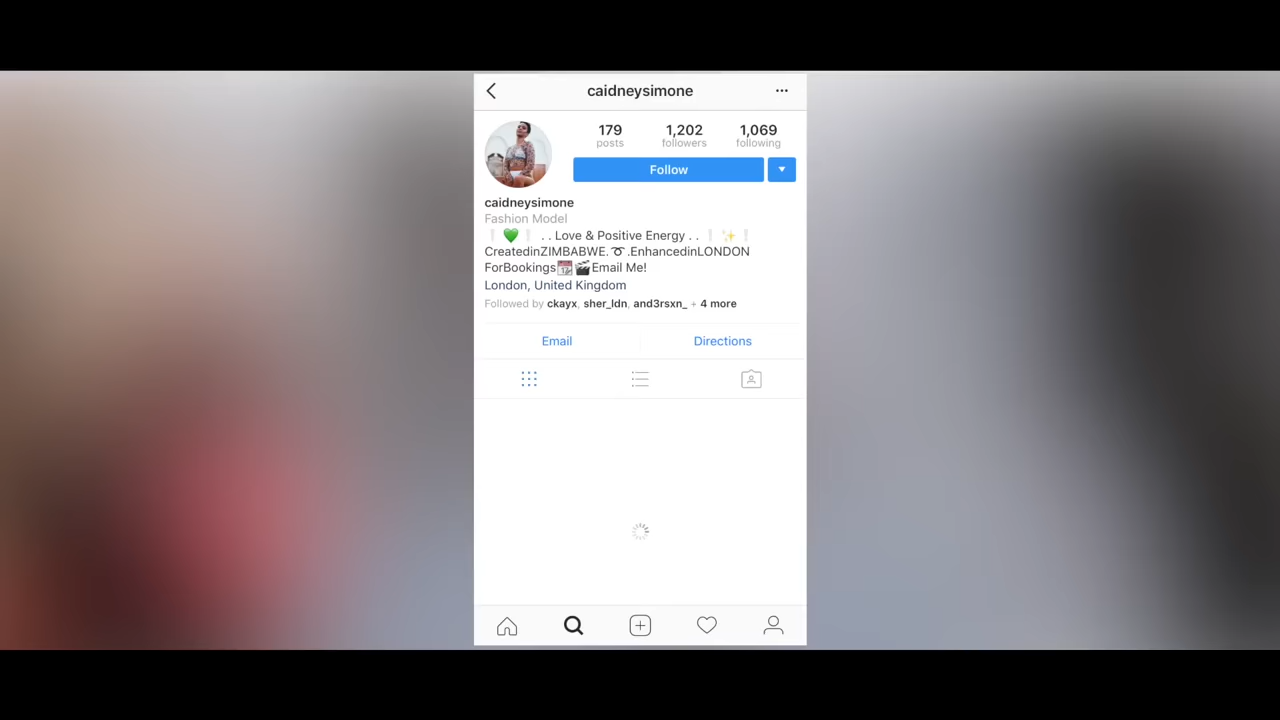 caidneysimone
179 1,202 1,069
posts followers following
Follow
caidneysimone
Fashion Model
❕💚❕ . . Love & Positive Energy . . ❕✨❕
CreatedinZIMBABWE. ➰ .EnhancedinLONDON
ForBookings📆🎬Email Me!
London, United Kingdom
Followed by ckayx, sher_ldn, and3rsxn_ + 4 more
Email Directions